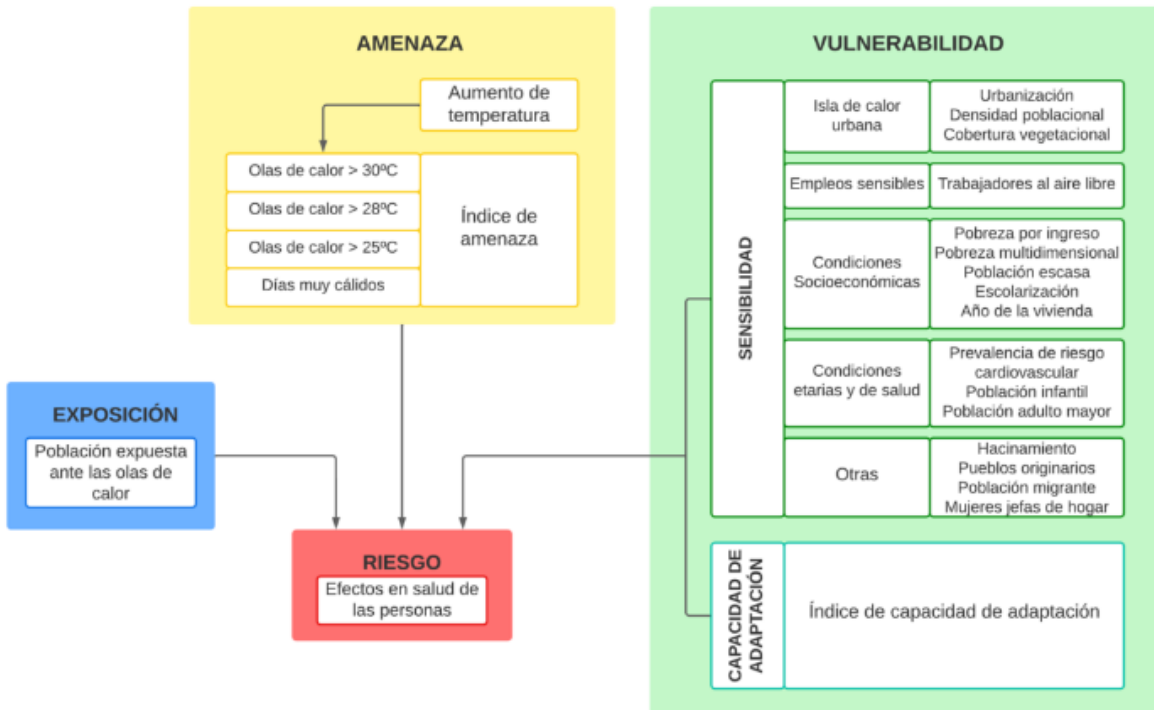 AMENAZA
Aumento de
temperatura
Olas de calor > 30ºC
Olas de calor > 28ºC
Olas de calor > 25ºC
Días muy cálidos
Índice de
amenaza
EXPOSICIÓN
Población expuesta
ante las olas de
calor
RIESGO
Efectos en salud de
las personas
VULNERABILIDAD
SENSIBILIDAD
Isla de calor
urbana
Urbanización
Densidad poblacional
Cobertura vegetacional
Empleos sensibles
Trabajadores al aire libre
Condiciones
Socioeconómicas
Pobreza por ingreso
Pobreza multidimensional
Población escasa
Escolarización
Año de la vivienda
Condiciones
etarias y de salud
Prevalencia de riesgo
cardiovascular
Población infantil
Población adulto mayor
Otras
Hacinamiento
Pueblos originarios
Población migrante
Mujeres jefas de hogar
CAPACIDAD DE
ADAPTACIÓN
Índice de capacidad de adaptación